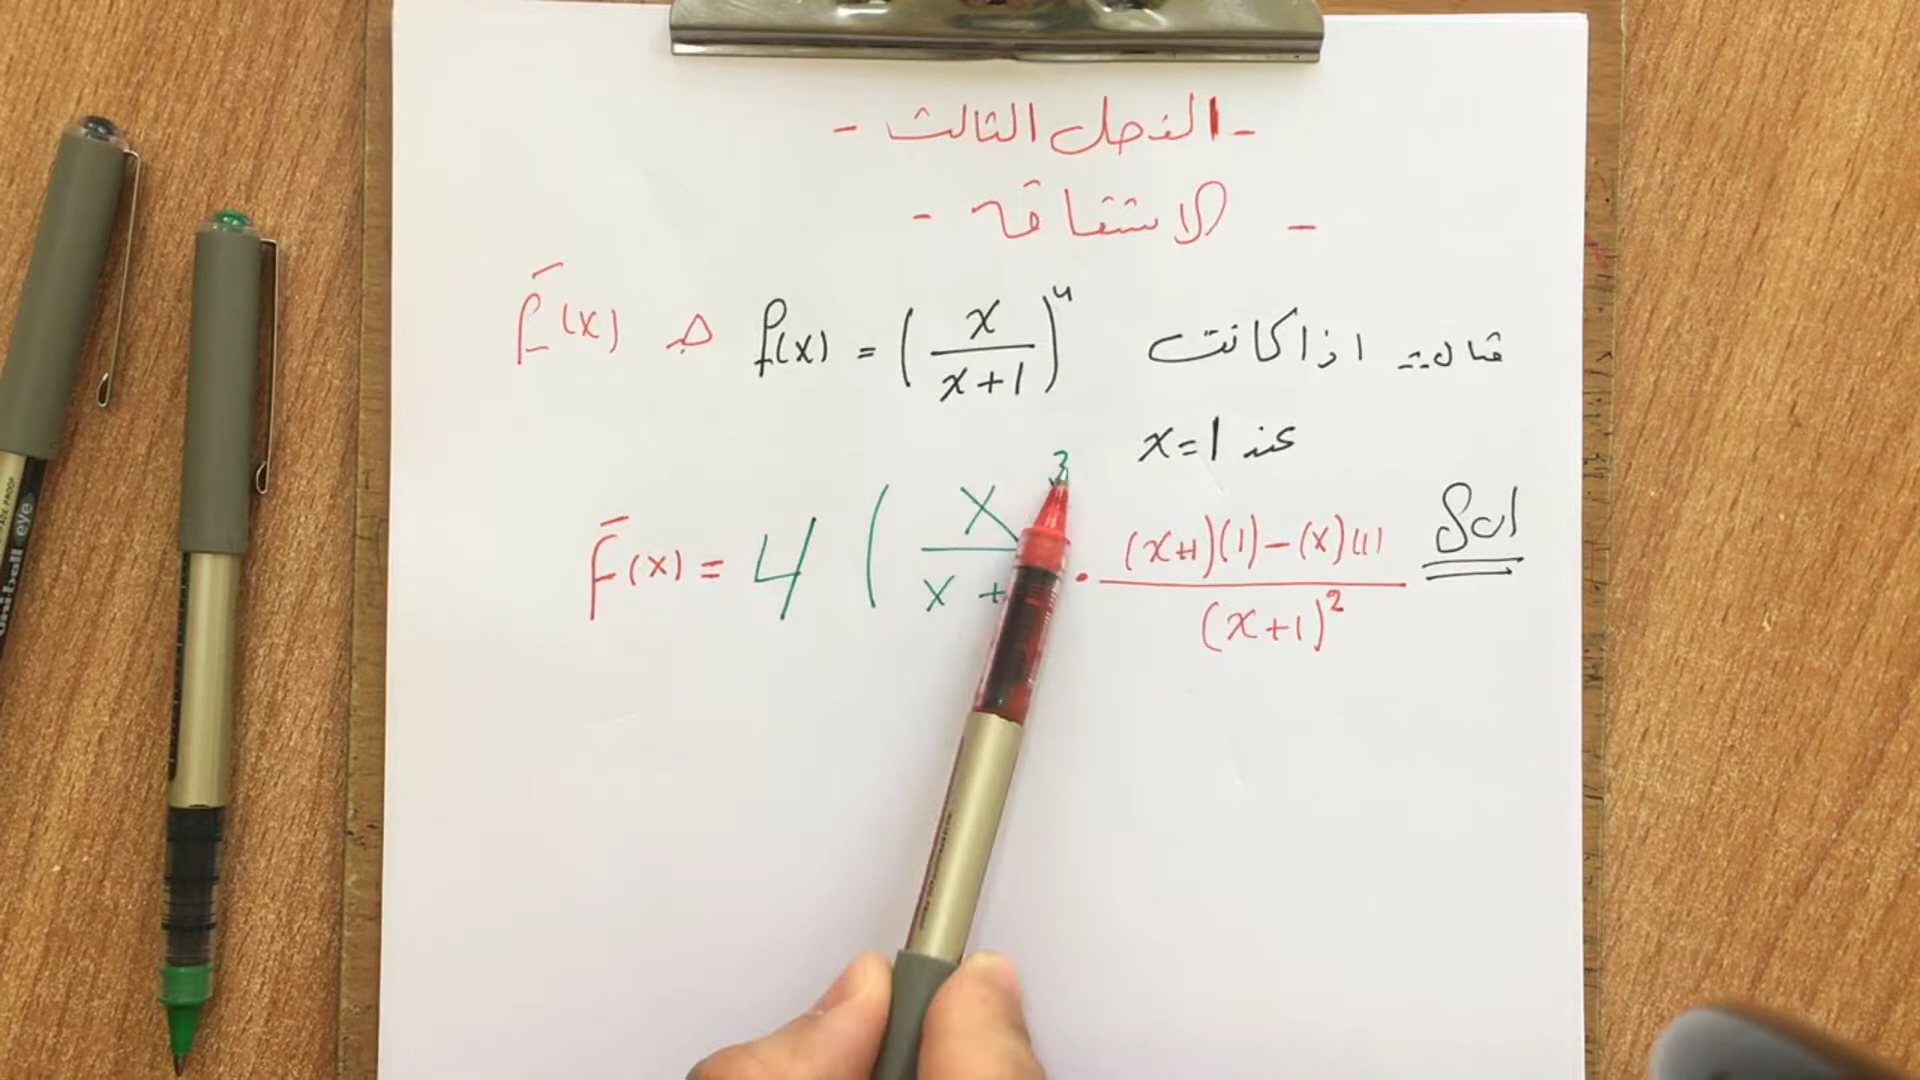 - الفصل الثالث -
- الاشتقاق -
مثال اذا كانت f(x) = (x/(x+1))^4 جد f̄(x)
عند x=1
Sol
f̄(x) = 4 (x/(x+ )^3 · ((x+1)(1)-(x)(1))/(x+1)^2
uniball eye